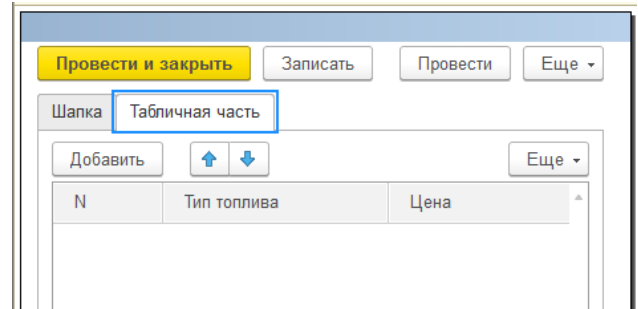 Провести и закрыть Записать Провести Еще
Шапка Табличная часть
Добавить Еще
N Тип топлива Цена